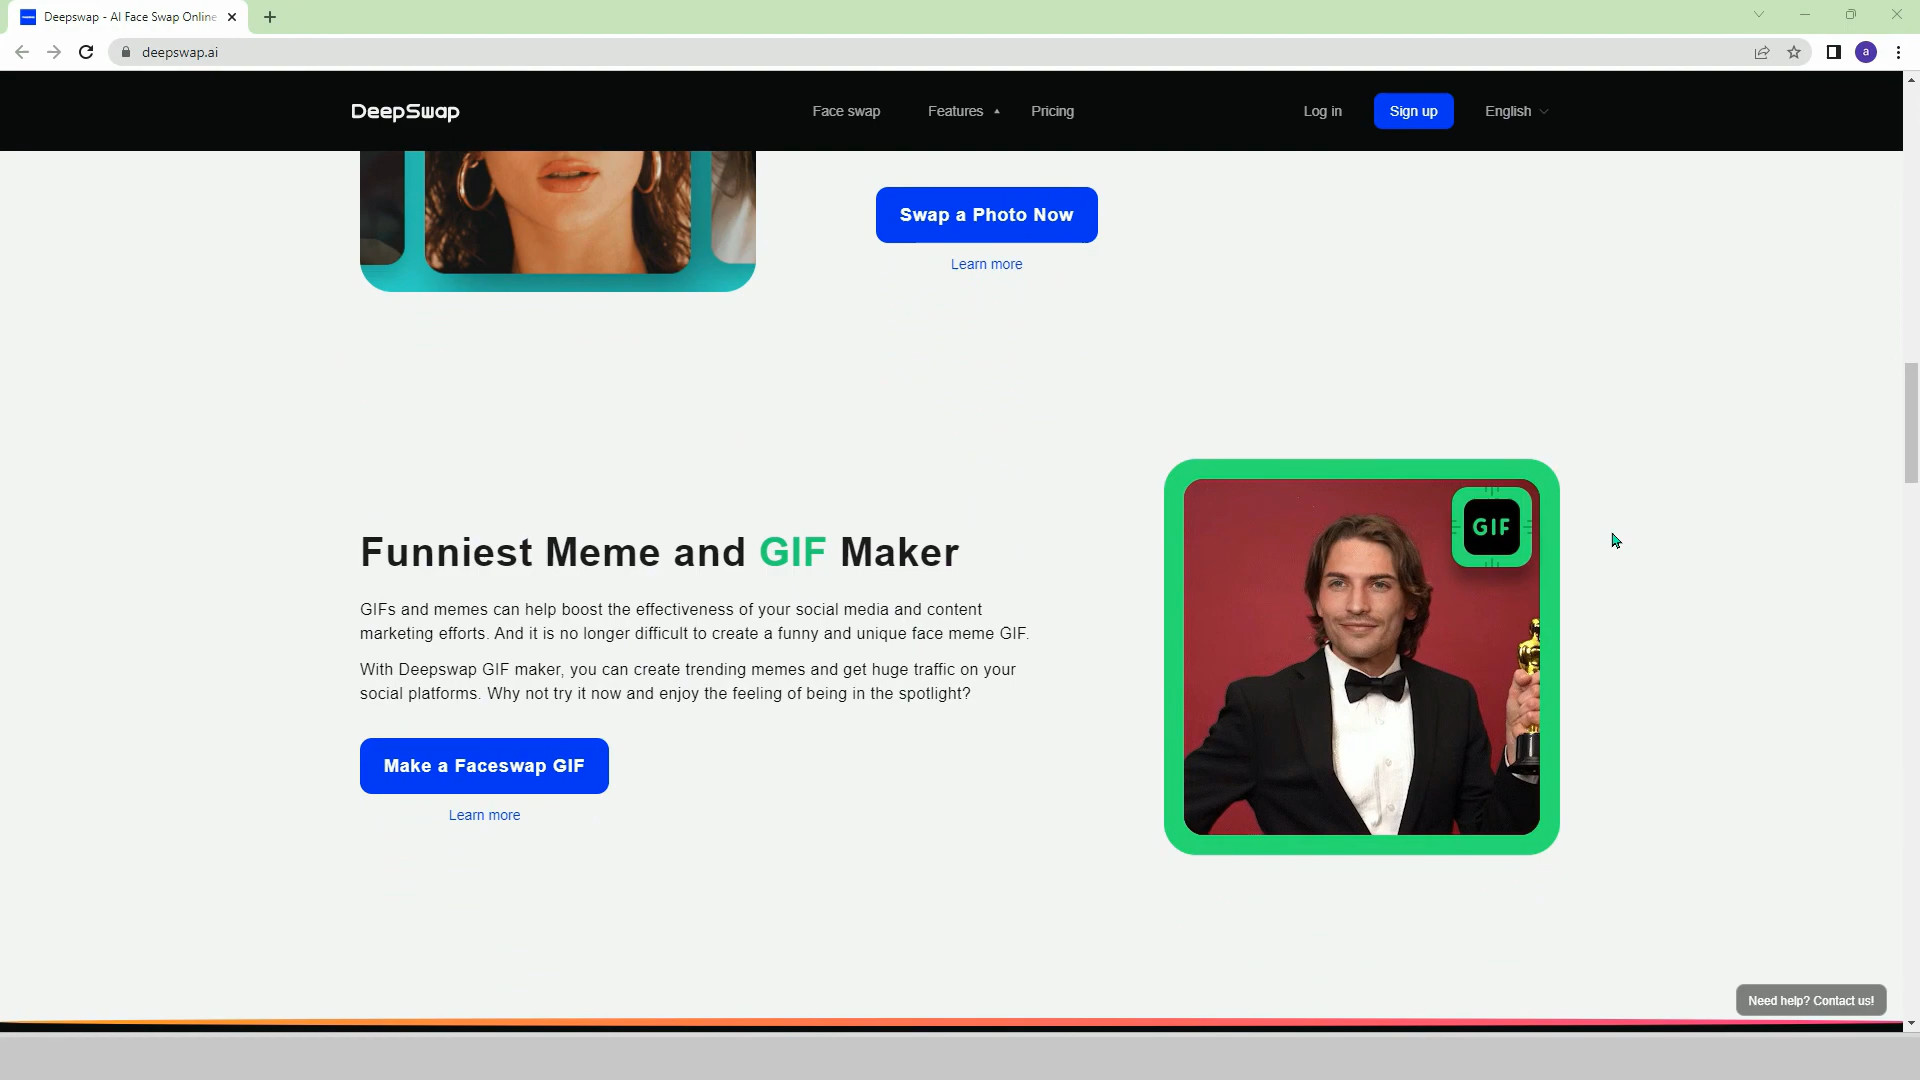 Deepswap - AI Face Swap Online
deepswap.ai
a
DeepSwap
Face swap
Features
Pricing
Log in
Sign up
English
Swap a Photo Now
Learn more
GIF
Funniest Meme and GIF Maker
GIFs and memes can help boost the effectiveness of your social media and content
marketing efforts. And it is no longer difficult to create a funny and unique face meme GIF.
With Deepswap GIF maker, you can create trending memes and get huge traffic on your
social platforms. Why not try it now and enjoy the feeling of being in the spotlight?
Make a Faceswap GIF
Learn more
Need help? Contact us!